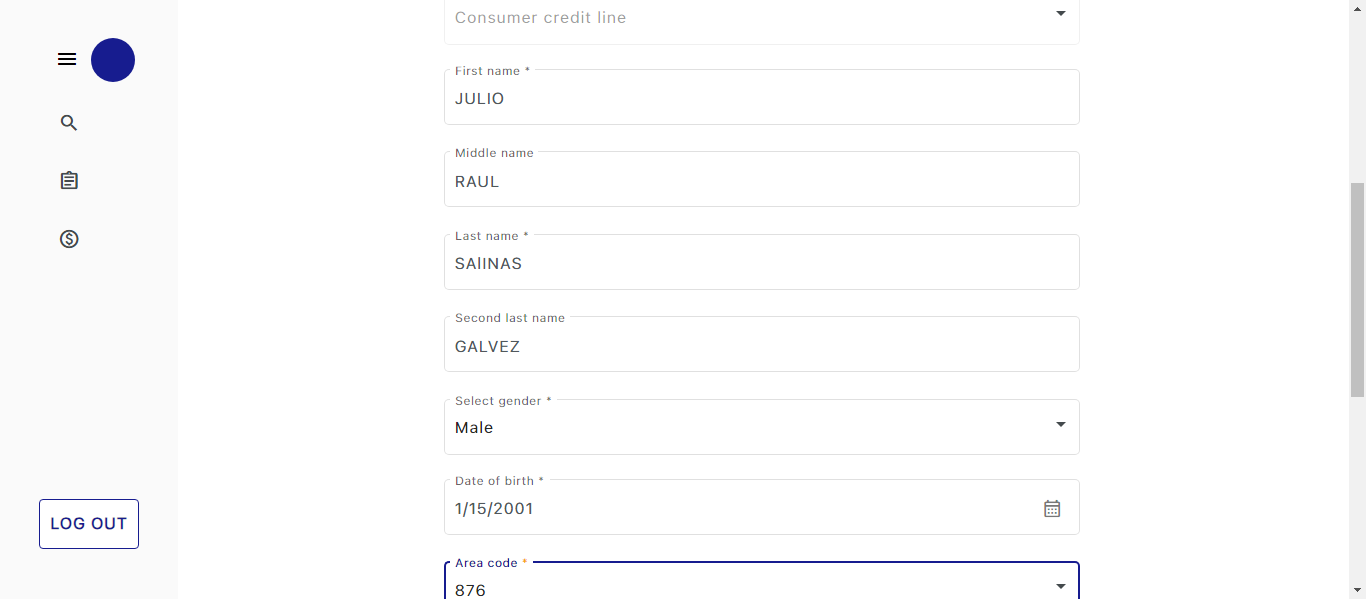 Consumer credit line
First name *
JULIO
Middle name
RAUL
Last name *
SAlINAS
Second last name
GALVEZ
Select gender *
Male
Date of birth *
1/15/2001
Area code *
876
LOG OUT